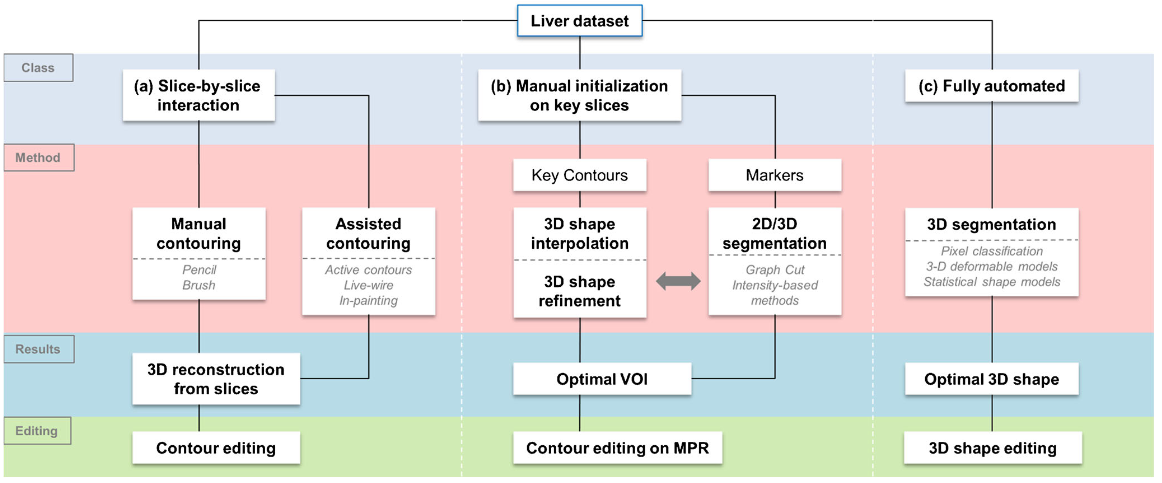 Liver dataset
Class
(a) Slice-by-slice
interaction
(b) Manual initialization
on key slices
(c) Fully automated
Method
Key Contours
Markers
Manual
contouring
Pencil
Brush
Assisted
contouring
Active contours
Live-wire
In-painting
3D shape
interpolation
3D shape
refinement
2D/3D
segmentation
Graph Cut
Intensity-based
methods
3D segmentation
Pixel classification
3-D deformable models
Statistical shape models
Results
3D reconstruction
from slices
Optimal VOI
Optimal 3D shape
Editing
Contour editing
Contour editing on MPR
3D shape editing